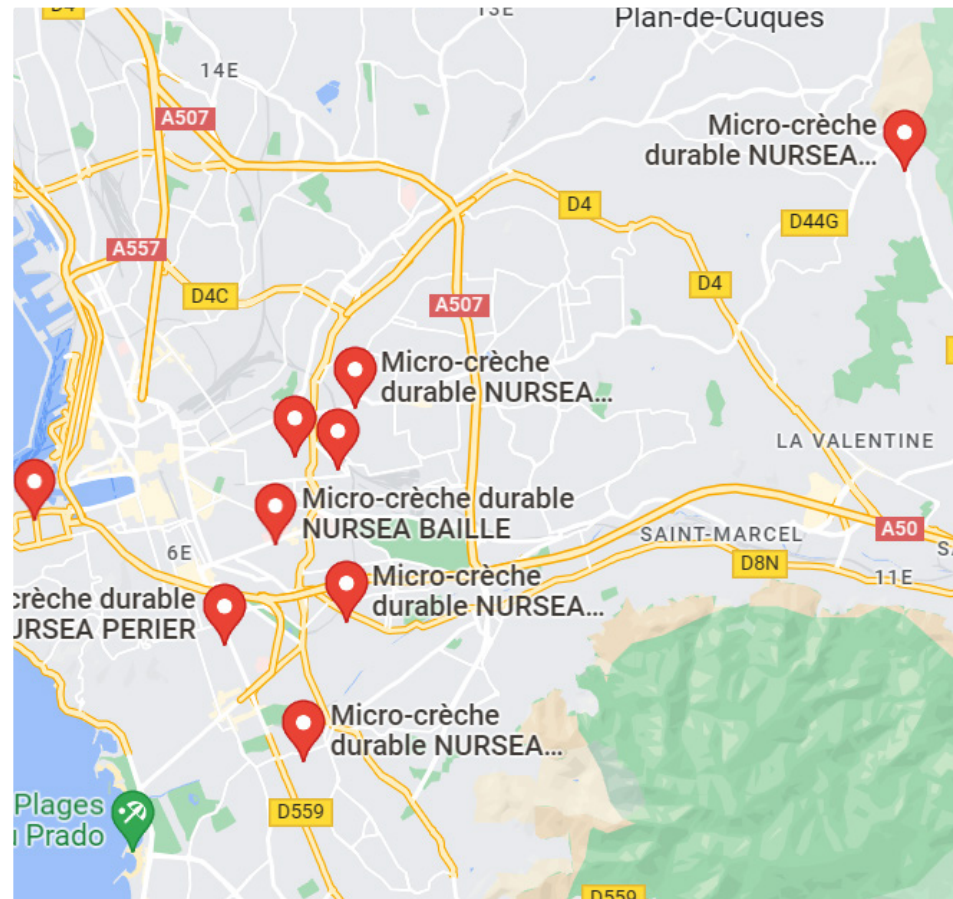 D4
13E
Plan-de-Cuques
14E
A507
Micro-crèche
durable NURSEA...
D4
D44G
A557
D4C
A507
D4
Micro-crèche
durable NURSEA...
LA VALENTINE
Micro-crèche durable
NURSEA BAILLE
6E
SAINT-MARCEL
A50
D8N
11E
Micro-crèche
durable NURSEA...
crèche durable
URSEA PERIER
Micro-crèche
durable NURSEA...
Plages
Prado
D559
D559